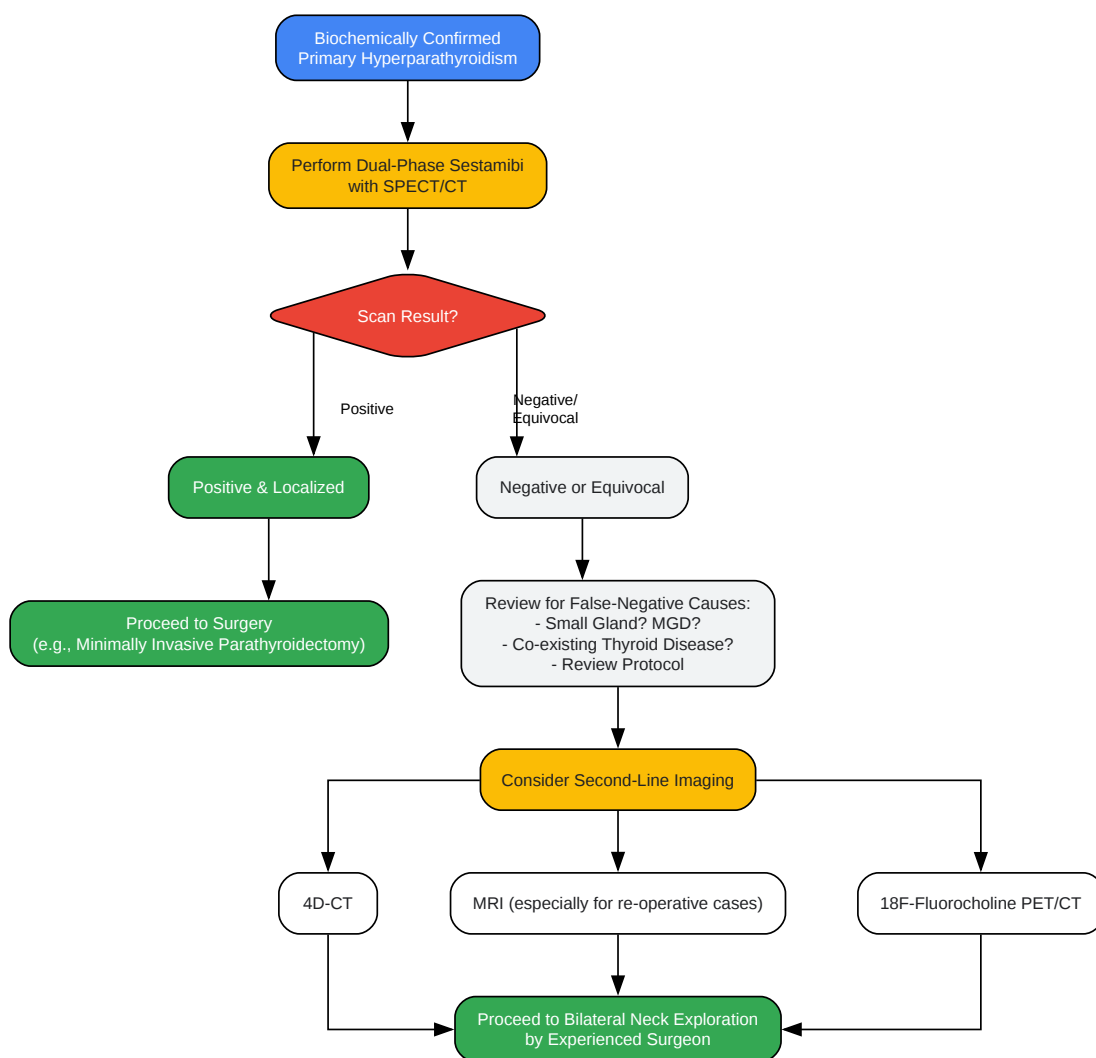 Biochemically Confirmed
Primary Hyperparathyroidism
Perform Dual-Phase Sestamibi
with SPECT/CT
Scan Result?
Positive
Negative/
Equivocal
Positive & Localized
Negative or Equivocal
Proceed to Surgery
(e.g., Minimally Invasive Parathyroidectomy)
Review for False-Negative Causes:
- Small Gland? MGD?
- Co-existing Thyroid Disease?
- Review Protocol
Consider Second-Line Imaging
4D-CT
MRI (especially for re-operative cases)
18F-Fluorocholine PET/CT
Proceed to Bilateral Neck Exploration
by Experienced Surgeon